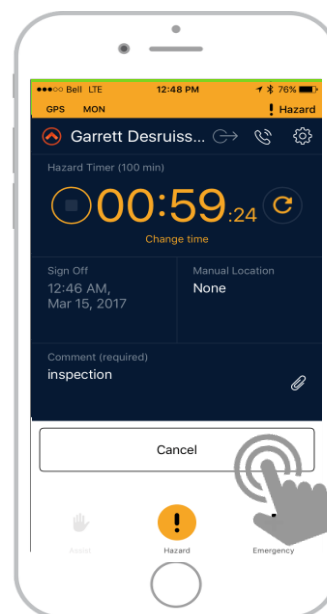 Bell LTE 12:48 PM 76%
GPS MON ! Hazard
Garrett Desruiss...
Hazard Timer (100 min)
00:59:24
Change time
Sign Off
12:46 AM,
Mar 15, 2017
Manual Location
None
Comment (required)
inspection
Cancel
Assist
!
Hazard
Emergency